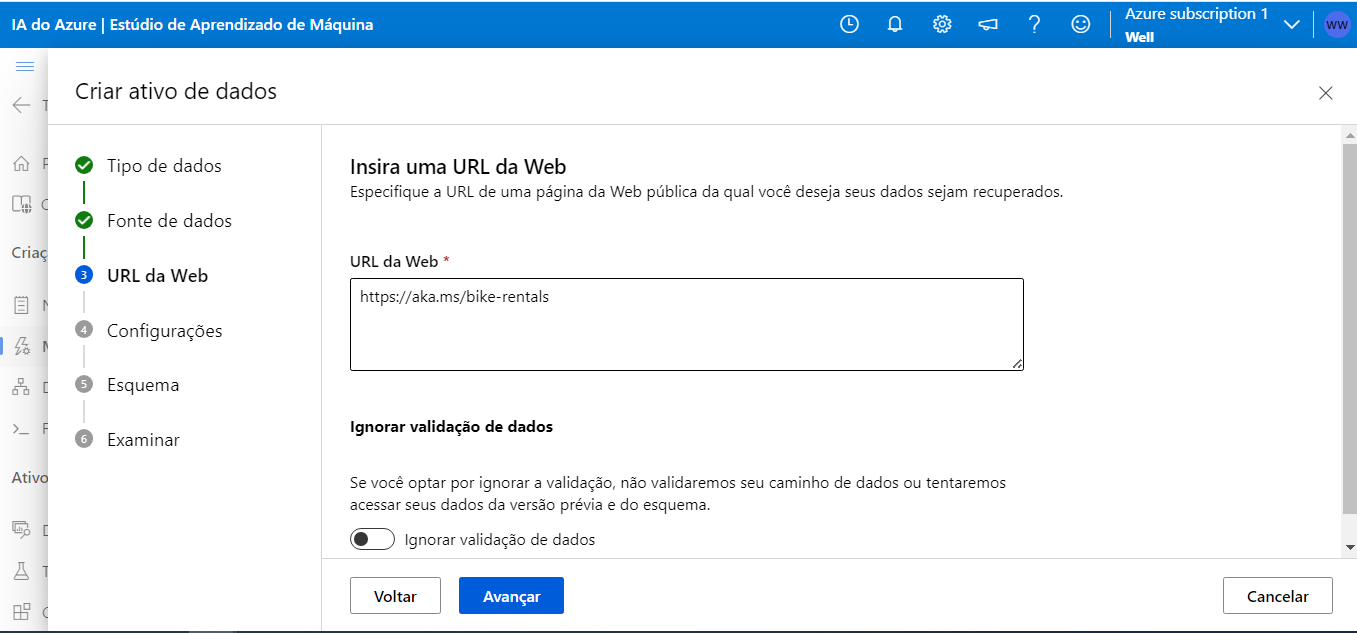 IA do Azure | Estúdio de Aprendizado de Máquina
Azure subscription 1
Well
WW
Criar ativo de dados
Tipo de dados
Fonte de dados
3 URL da Web
4 Configurações
5 Esquema
6 Examinar
Insira uma URL da Web
Especifique a URL de uma página da Web pública da qual você deseja seus dados sejam recuperados.
URL da Web *
https://aka.ms/bike-rentals
Ignorar validação de dados
Se você optar por ignorar a validação, não validaremos seu caminho de dados ou tentaremos
acessar seus dados da versão prévia e do esquema.
Ignorar validação de dados
Voltar
Avançar
Cancelar
Criaç
Ativo